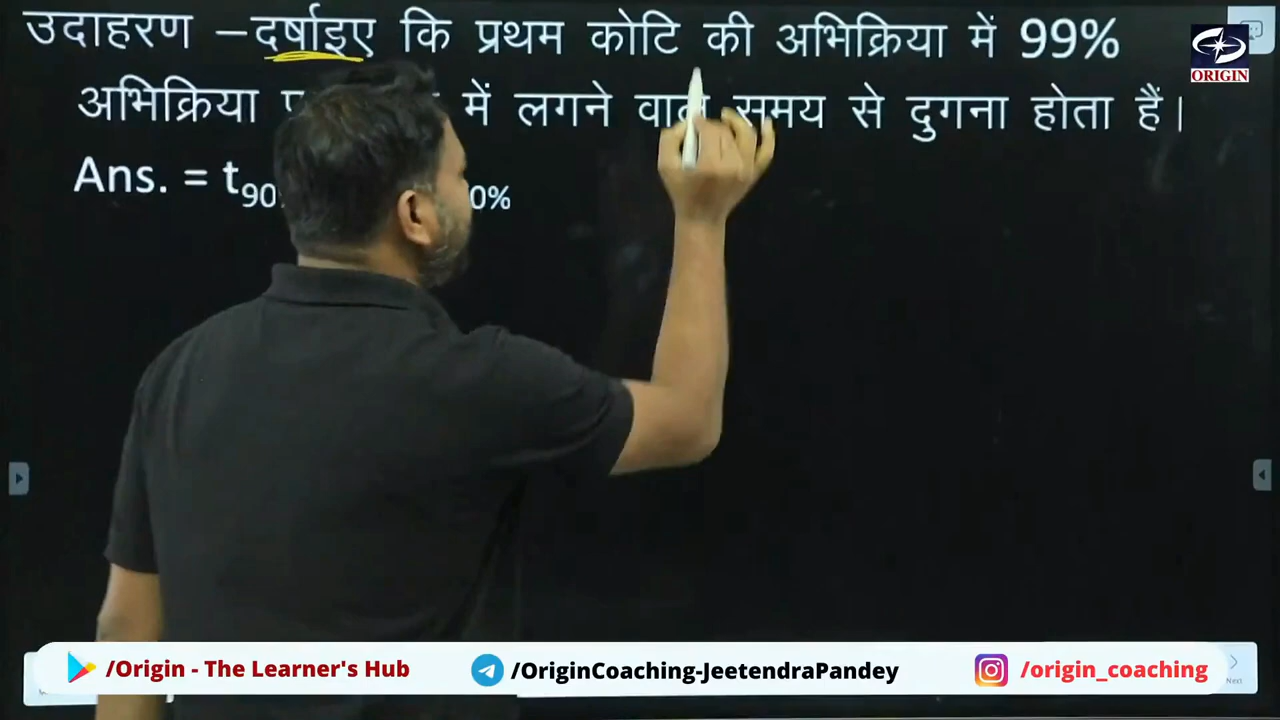 उदाहरण –दर्षाइए कि प्रथम कोटि की अभिक्रिया में 99%
अभिक्रिया में लगने वाले समय से दुगना होता हैं।
Ans. = t90 0%
ORIGIN
/Origin - The Learner's Hub
/OriginCoaching-JeetendraPandey
/origin_coaching
Next